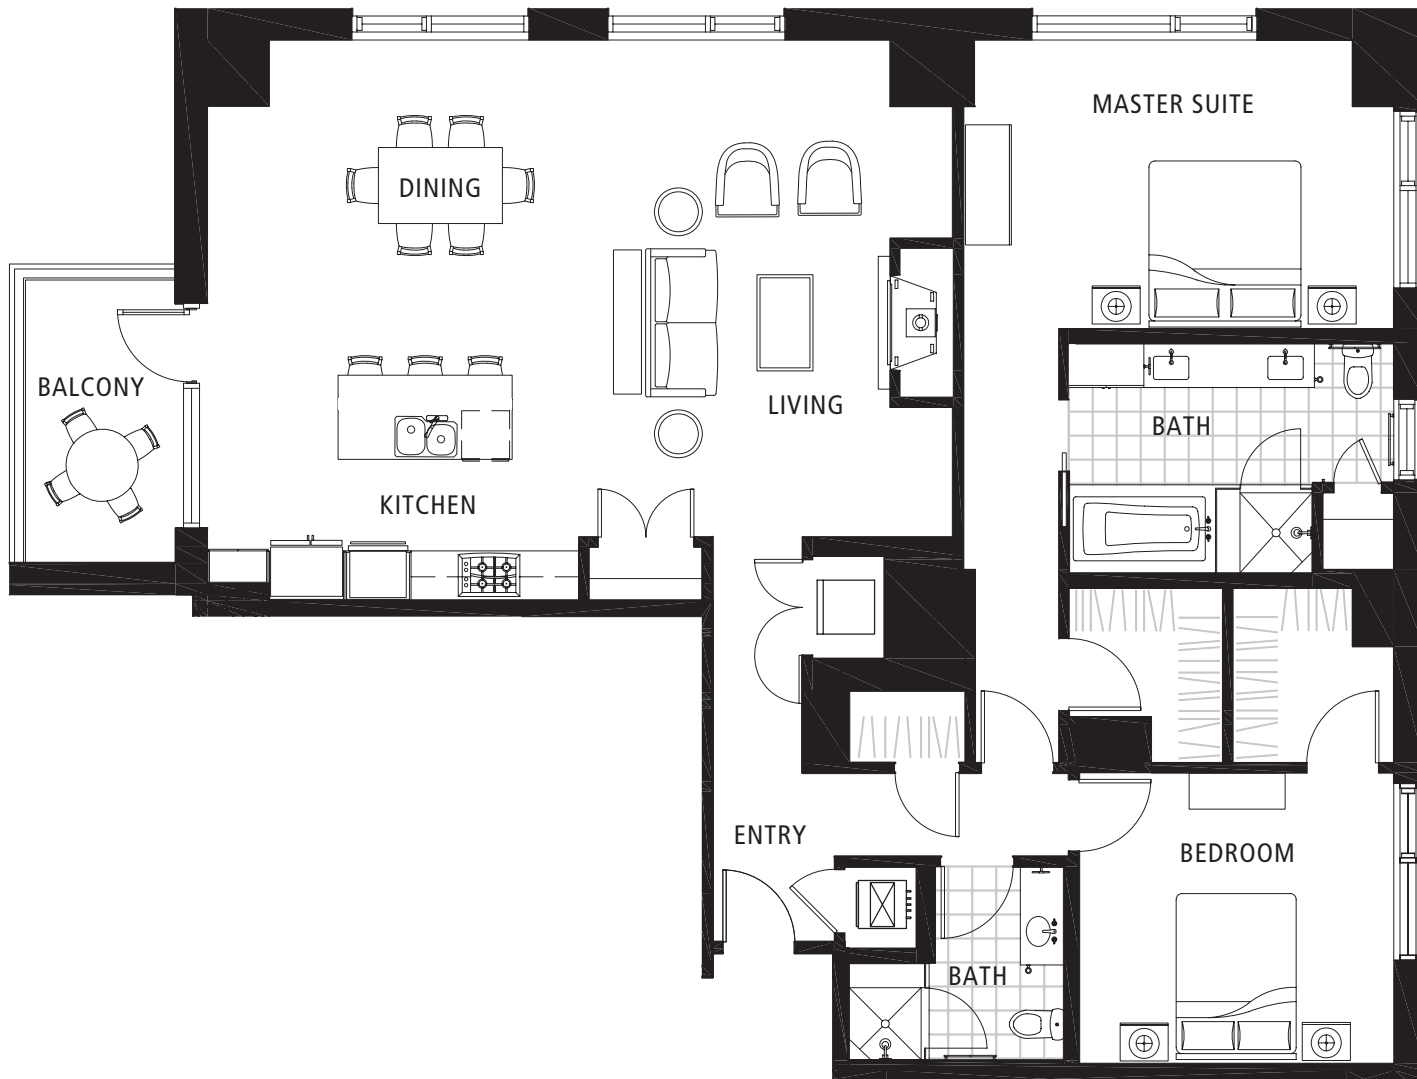 MASTER SUITE
DINING
BALCONY
LIVING
BATH
KITCHEN
ENTRY
BEDROOM
BATH